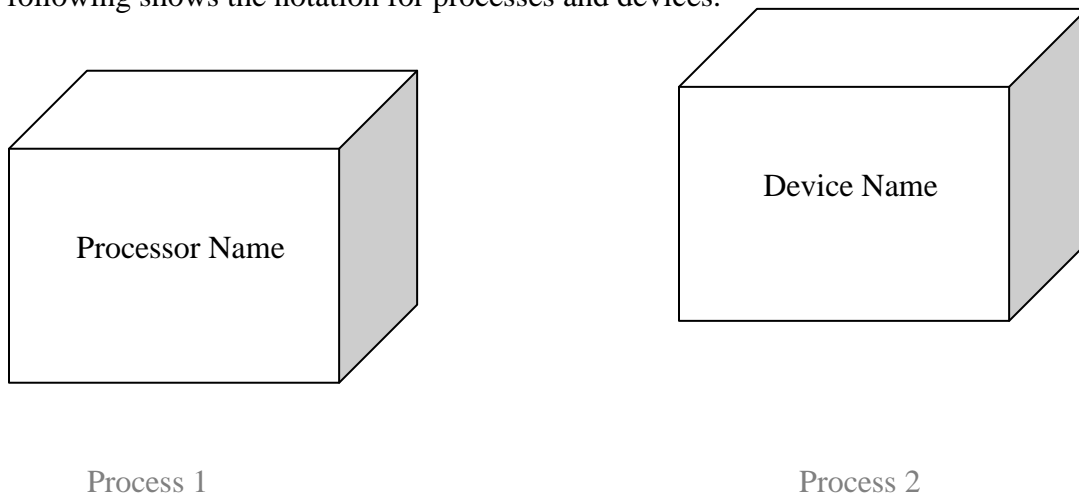 following shows the notation for processes and devices.
Device Name
Processor Name
Process 1
Process 2